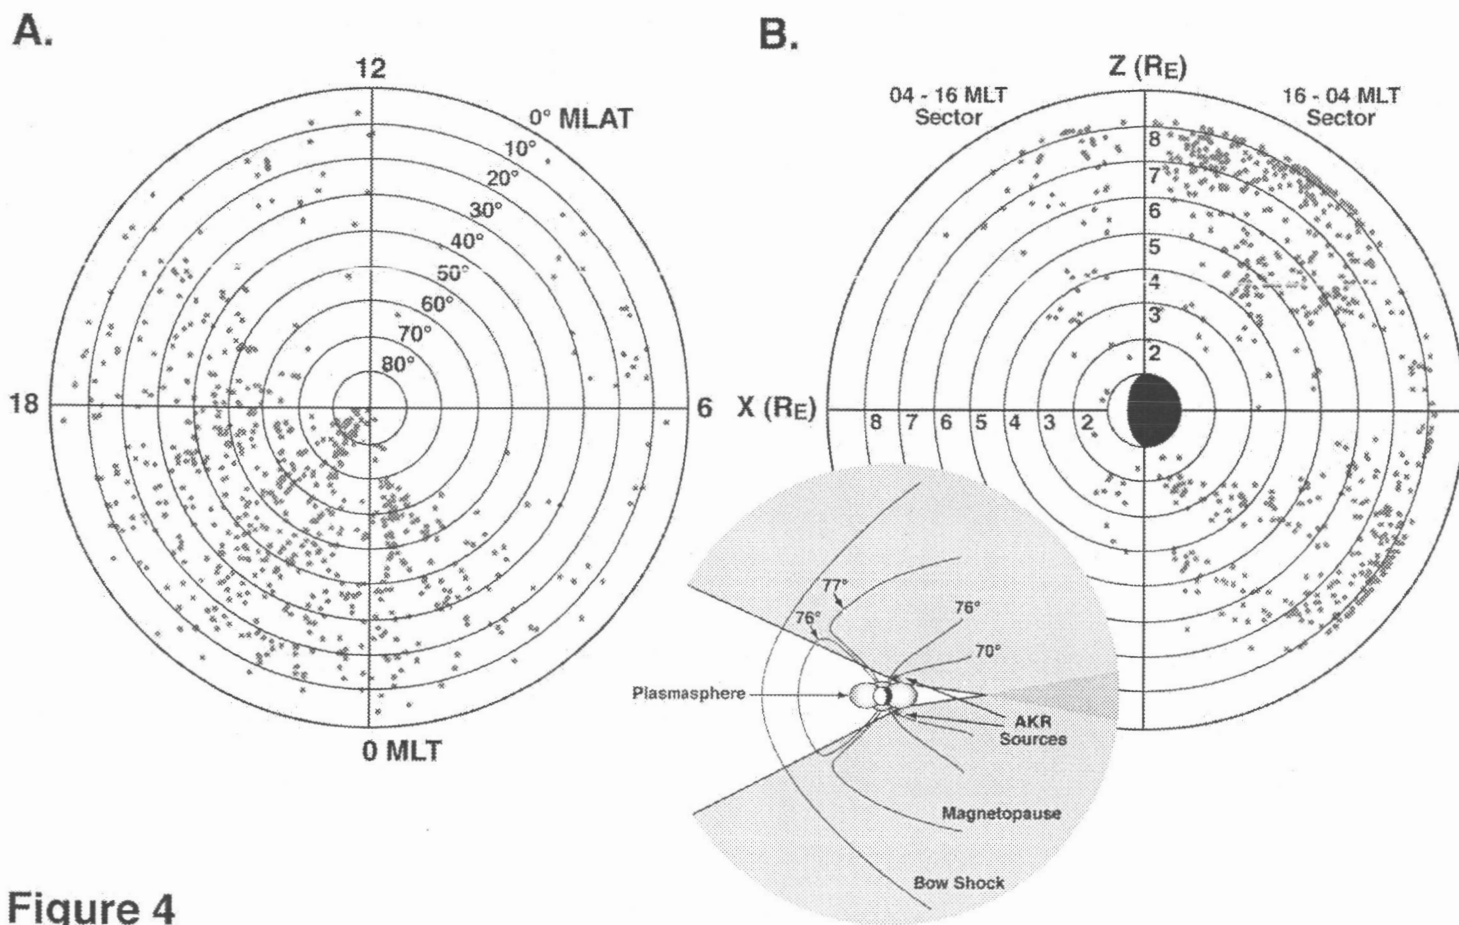 A.
12
0° MLAT
10°
20°
30°
40°
50°
60°
70°
80°
18
6
0 MLT
B.
Z (RE)
04 - 16 MLT
Sector
16 - 04 MLT
Sector
8
7
6
5
4
3
2
X (RE)
8
7
6
5
4
3
2
77°
76°
76°
70°
Plasmasphere
AKR
Sources
Magnetopause
Bow Shock
Figure 4